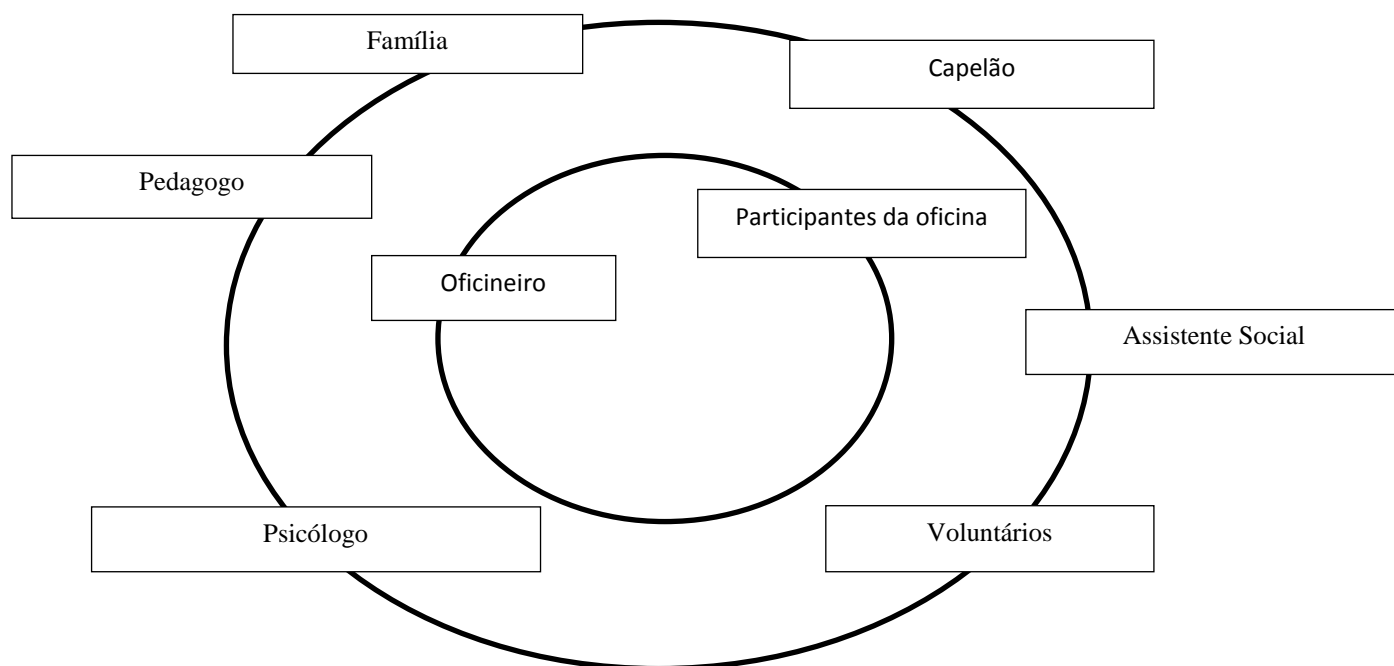 Família
Capelão
Pedagogo
Participantes da oficina
Oficineiro
Assistente Social
Psicólogo
Voluntários